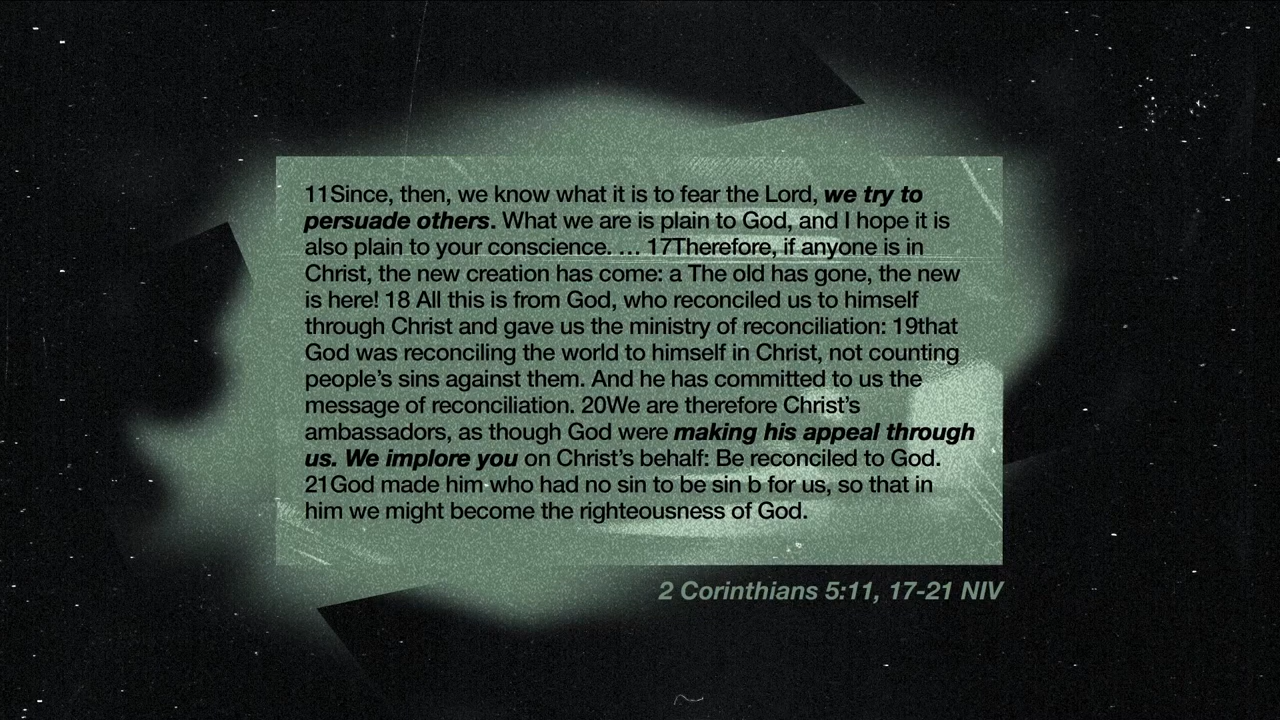 11Since, then, we know what it is to fear the Lord, we try to
persuade others. What we are is plain to God, and I hope it is
also plain to your conscience. … 17Therefore, if anyone is in
Christ, the new creation has come: a The old has gone, the new
is here! 18 All this is from God, who reconciled us to himself
through Christ and gave us the ministry of reconciliation: 19that
God was reconciling the world to himself in Christ, not counting
people’s sins against them. And he has committed to us the
message of reconciliation. 20We are therefore Christ’s
ambassadors, as though God were making his appeal through
us. We implore you on Christ’s behalf: Be reconciled to God.
21God made him who had no sin to be sin b for us, so that in
him we might become the righteousness of God.
2 Corinthians 5:11, 17-21 NIV